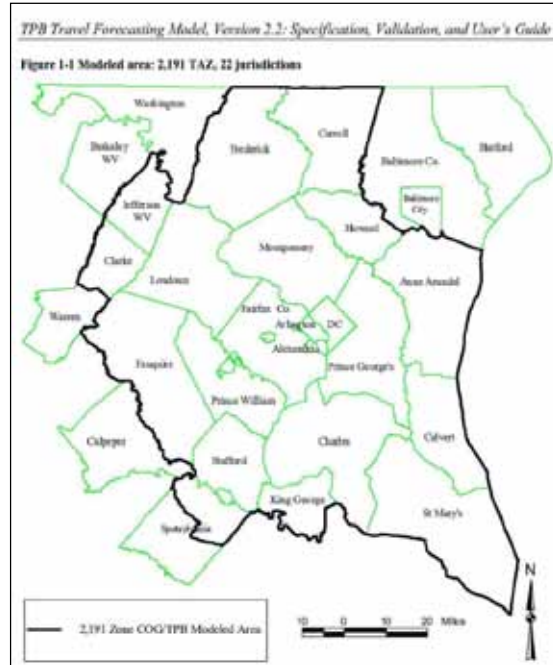 TPB Travel Forecasting Model, Version 2.2: Specification, Validation, and User's Guide
Figure 1-1 Modeled area: 2,191 TAZ, 22 jurisdictions
Washington
Berkeley
WV
Frederick
Carroll
Baltimore Co.
Harford
Jefferson
WV
Baltimore
City
Howard
Clarke
Montgomery
Loudoun
Anne Arundel
Warren
Fairfax Co.
Arlington
DC
Alexandria
Fauquier
Prince George's
Prince William
Culpeper
Stafford
Charles
Calvert
King George
St Mary's
Spotsylvania
N
2,191 Zone COG/TPB Modeled Area
10 0 10 20
Miles